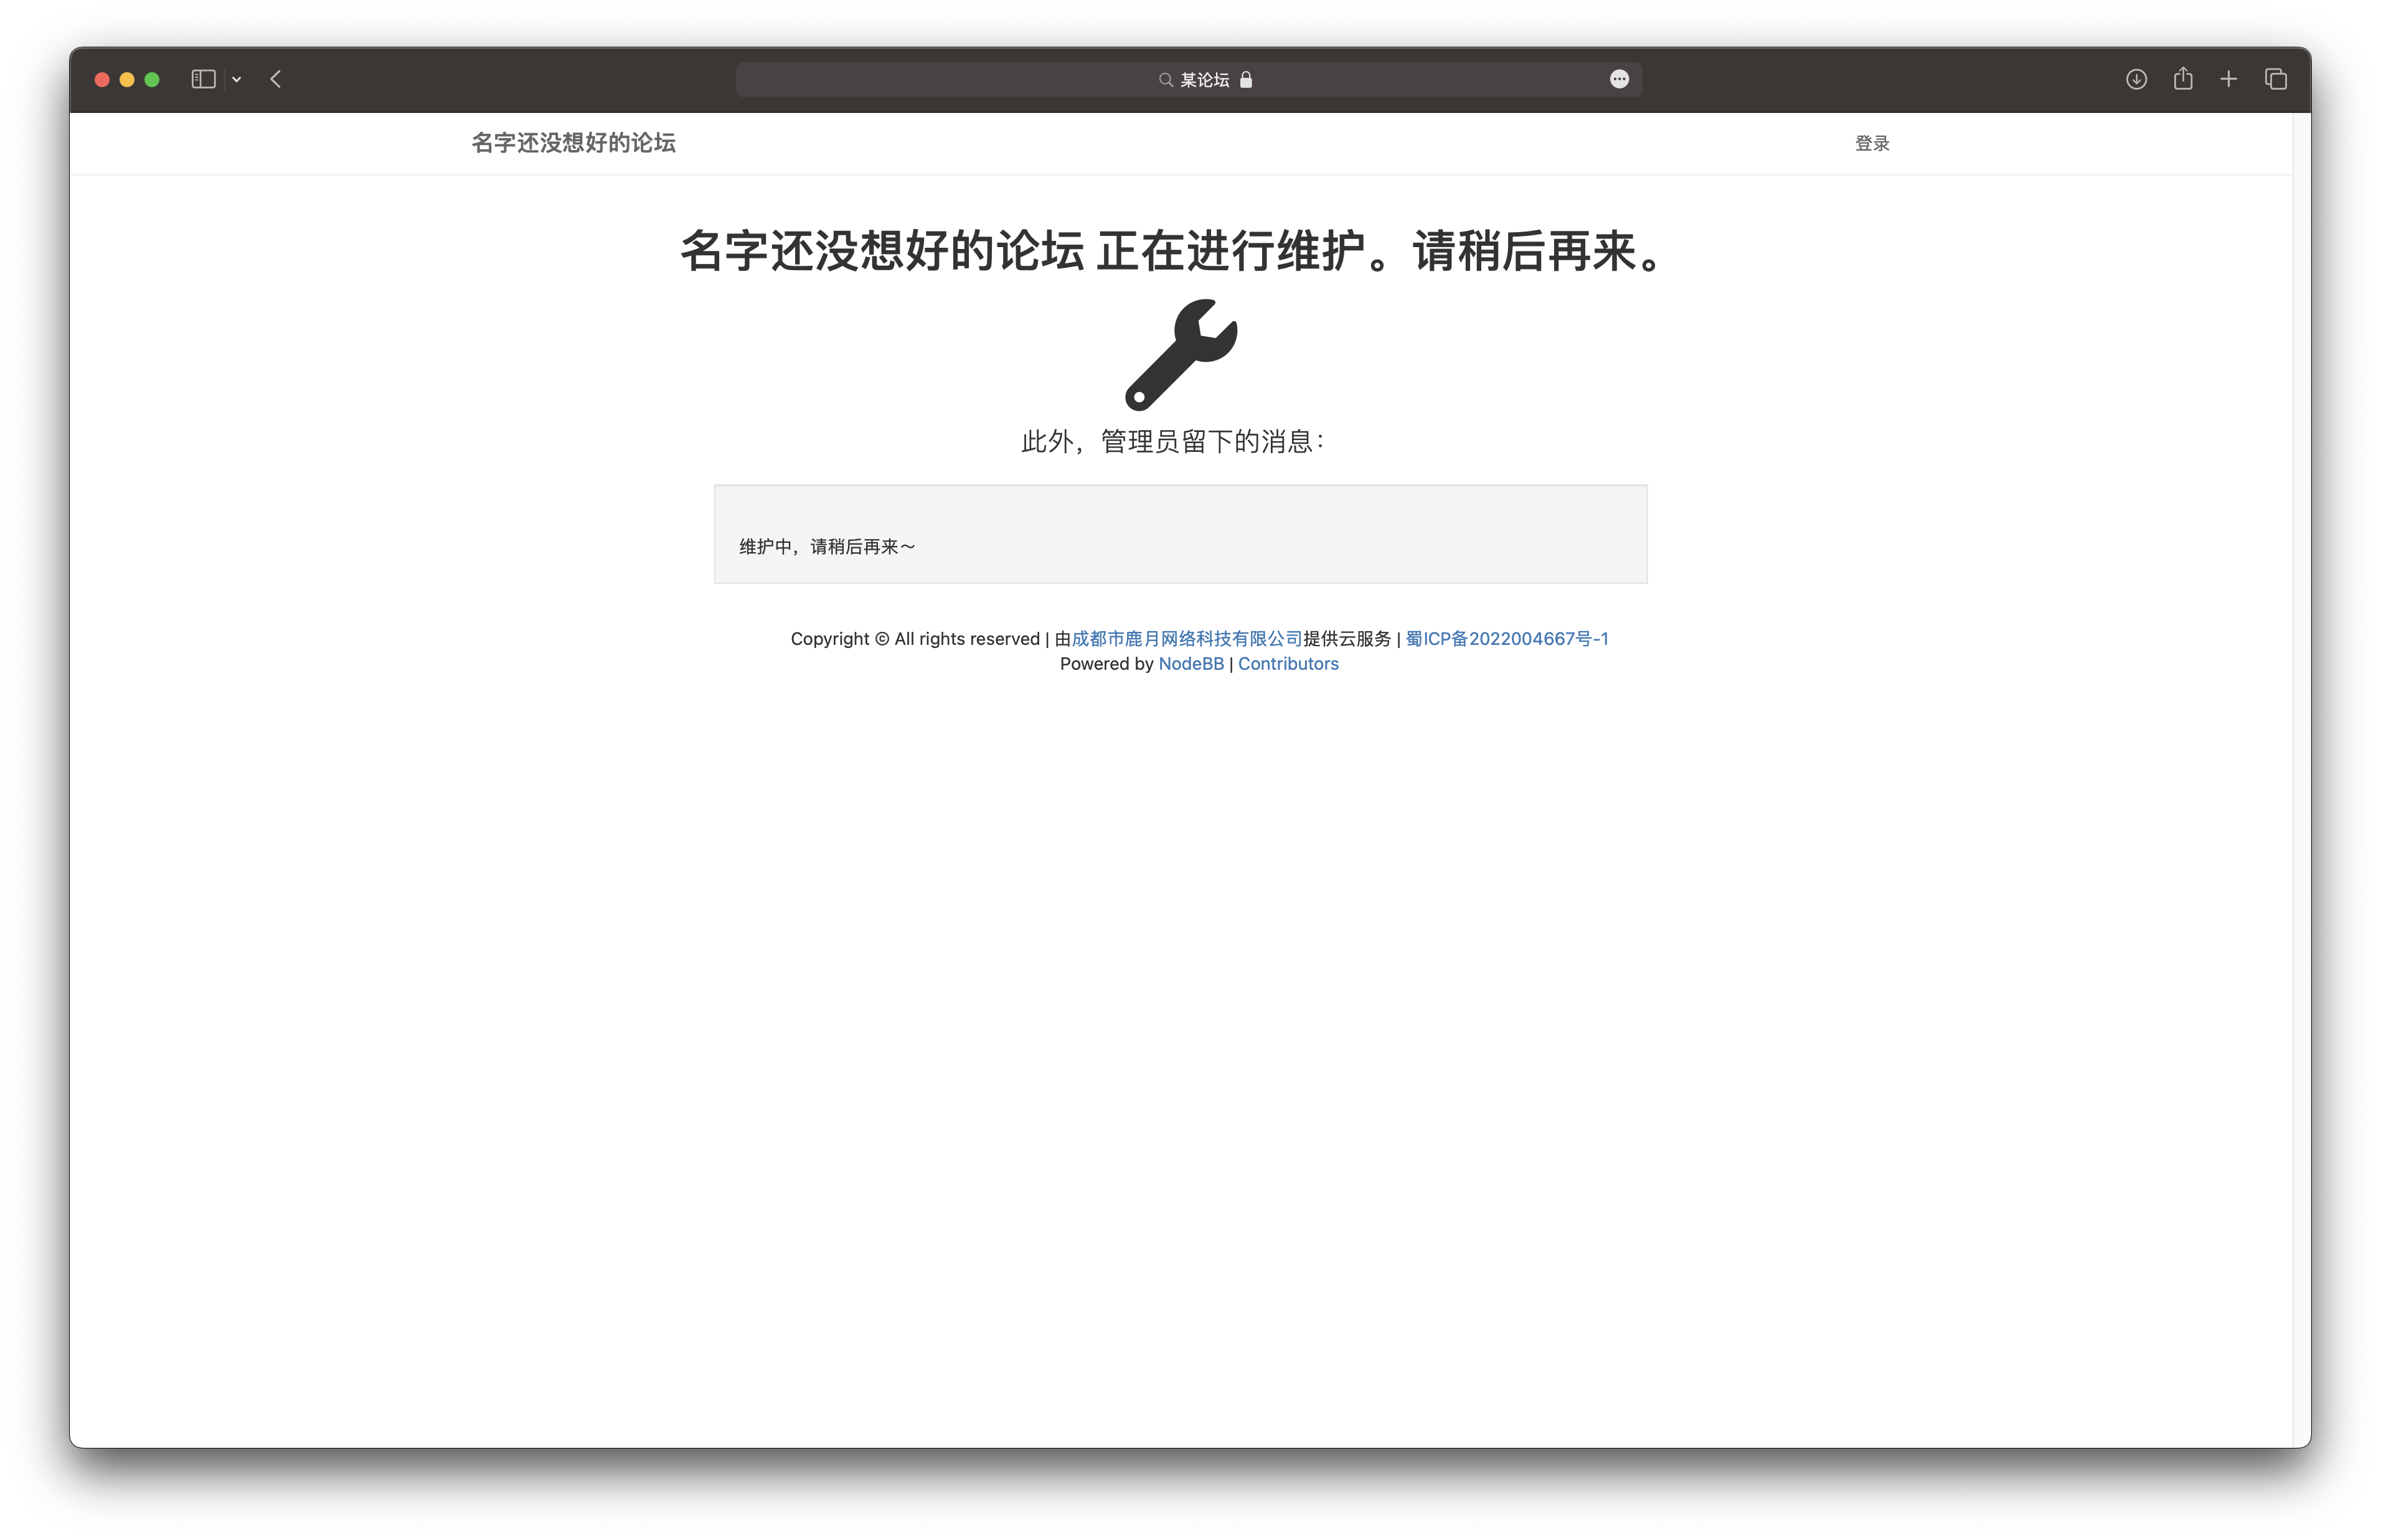 某论坛
名字还没想好的论坛
登录
名字还没想好的论坛 正在进行维护。请稍后再来。
此外，管理员留下的消息：
维护中，请稍后再来～
Copyright © All rights reserved | 由成都市鹿月网络科技有限公司提供云服务 | 蜀ICP备2022004667号-1
Powered by NodeBB | Contributors